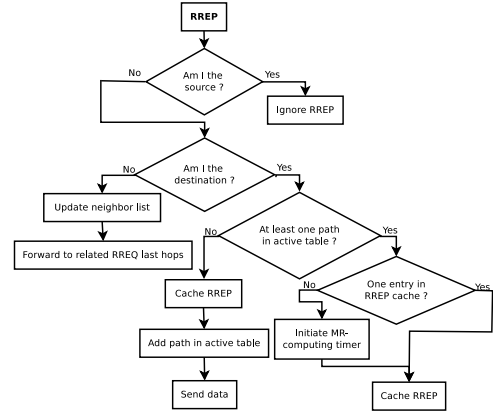 RREP
No
Am I the
source ?
Yes
Ignore RREP
No
Am I the
destination ?
Yes
Update neighbor list
Forward to related RREQ last hops
No
At least one path
in active table ?
Yes
Cache RREP
No
One entry in
RREP cache ?
Yes
Add path in active table
Initiate MR-
computing timer
Send data
Cache RREP